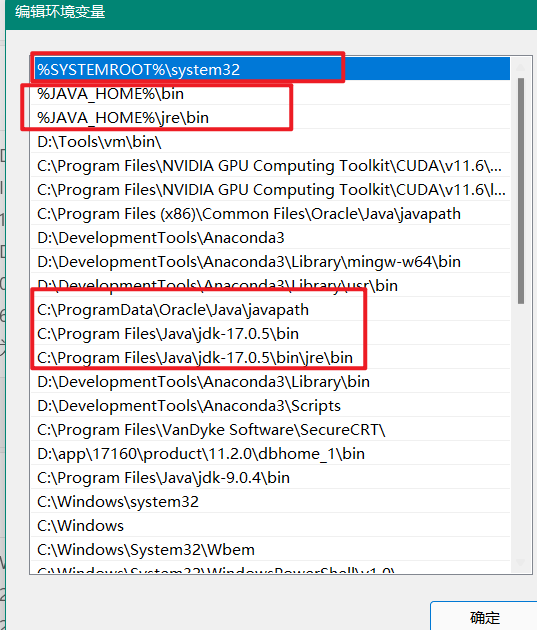 编辑环境变量
%SYSTEMROOT%\system32
%JAVA_HOME%\bin
%JAVA_HOME%\jre\bin
D:\Tools\vm\bin\
C:\Program Files\NVIDIA GPU Computing Toolkit\CUDA\v11.6\...
C:\Program Files\NVIDIA GPU Computing Toolkit\CUDA\v11.6\l...
C:\Program Files (x86)\Common Files\Oracle\Java\javapath
D:\DevelopmentTools\Anaconda3
D:\DevelopmentTools\Anaconda3\Library\mingw-w64\bin
D:\DevelopmentTools\Anaconda3\Library\usr\bin
C:\ProgramData\Oracle\Java\javapath
C:\Program Files\Java\jdk-17.0.5\bin
C:\Program Files\Java\jdk-17.0.5\bin\jre\bin
D:\DevelopmentTools\Anaconda3\Library\bin
D:\DevelopmentTools\Anaconda3\Scripts
C:\Program Files\VanDyke Software\SecureCRT\
D:\app\17160\product\11.2.0\dbhome_1\bin
C:\Program Files\Java\jdk-9.0.4\bin
C:\Windows\system32
C:\Windows
C:\Windows\System32\Wbem
C:\Windows\System32\WindowsPowerShell\v1.0\
确定